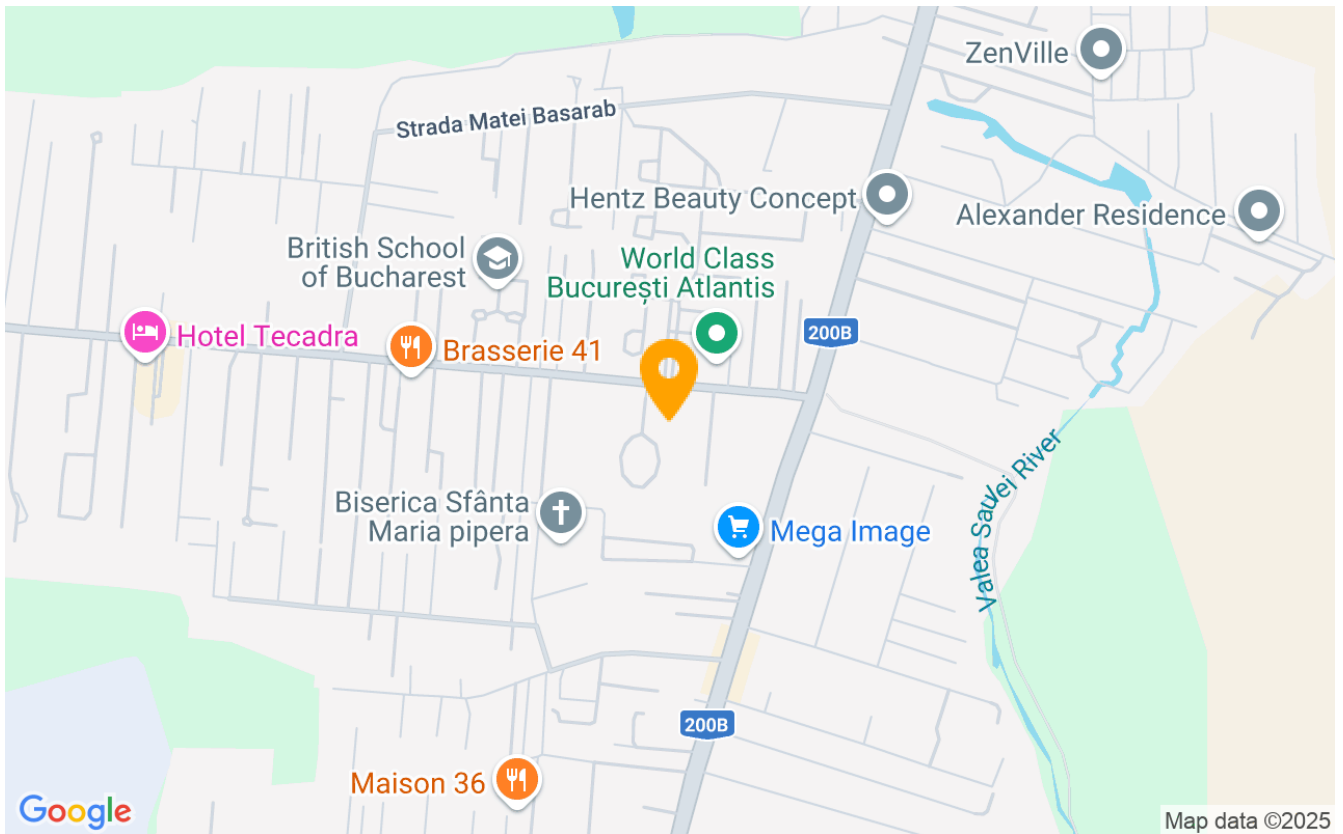 ZenVille
Strada Matei Basarab
Hentz Beauty Concept
Alexander Residence
British School
of Bucharest
World Class
București Atlantis
200B
Hotel Tecadra
Brasserie 41
Valea Saulei River
Biserica Sfânta
Maria pipera
Mega Image
200B
Maison 36
Google
Map data ©2025